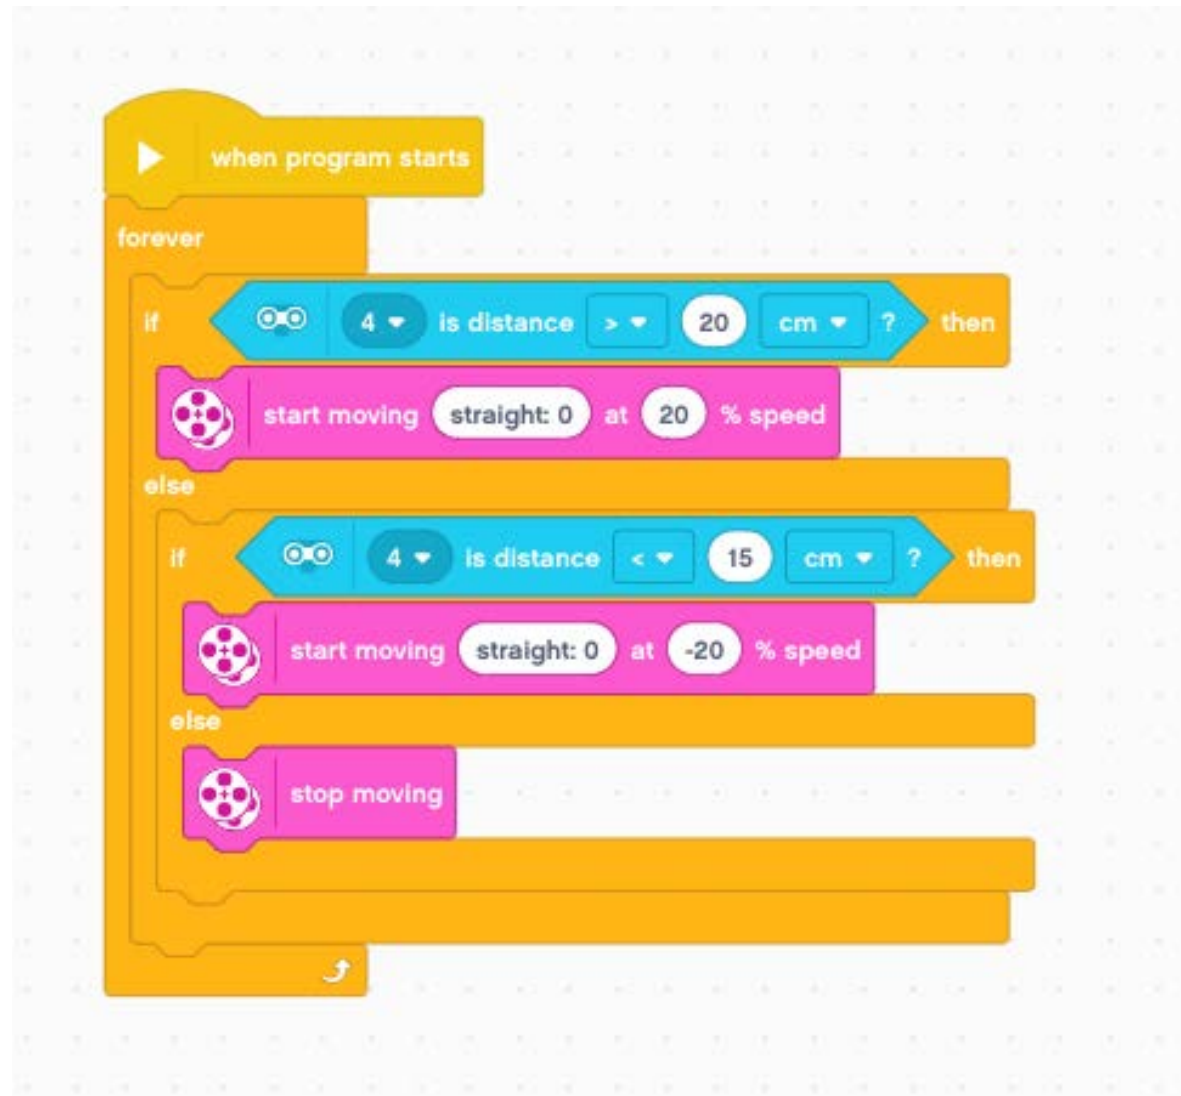 when program starts
forever
if 4 is distance > 20 cm ? then
start moving straight: 0 at 20 % speed
else
if 4 is distance < 15 cm ? then
start moving straight: 0 at -20 % speed
else
stop moving